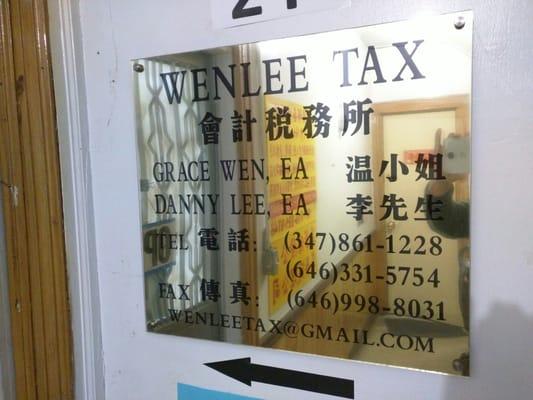 WENLEE TAX
會計稅務所
GRACE WEN, EA 温小姐
DANNY LEE, EA 李先生
TEL 電話: (347)861-1228
(646)331-5754
FAX 傳真: (646)998-8031
WENLEETAX@GMAIL.COM